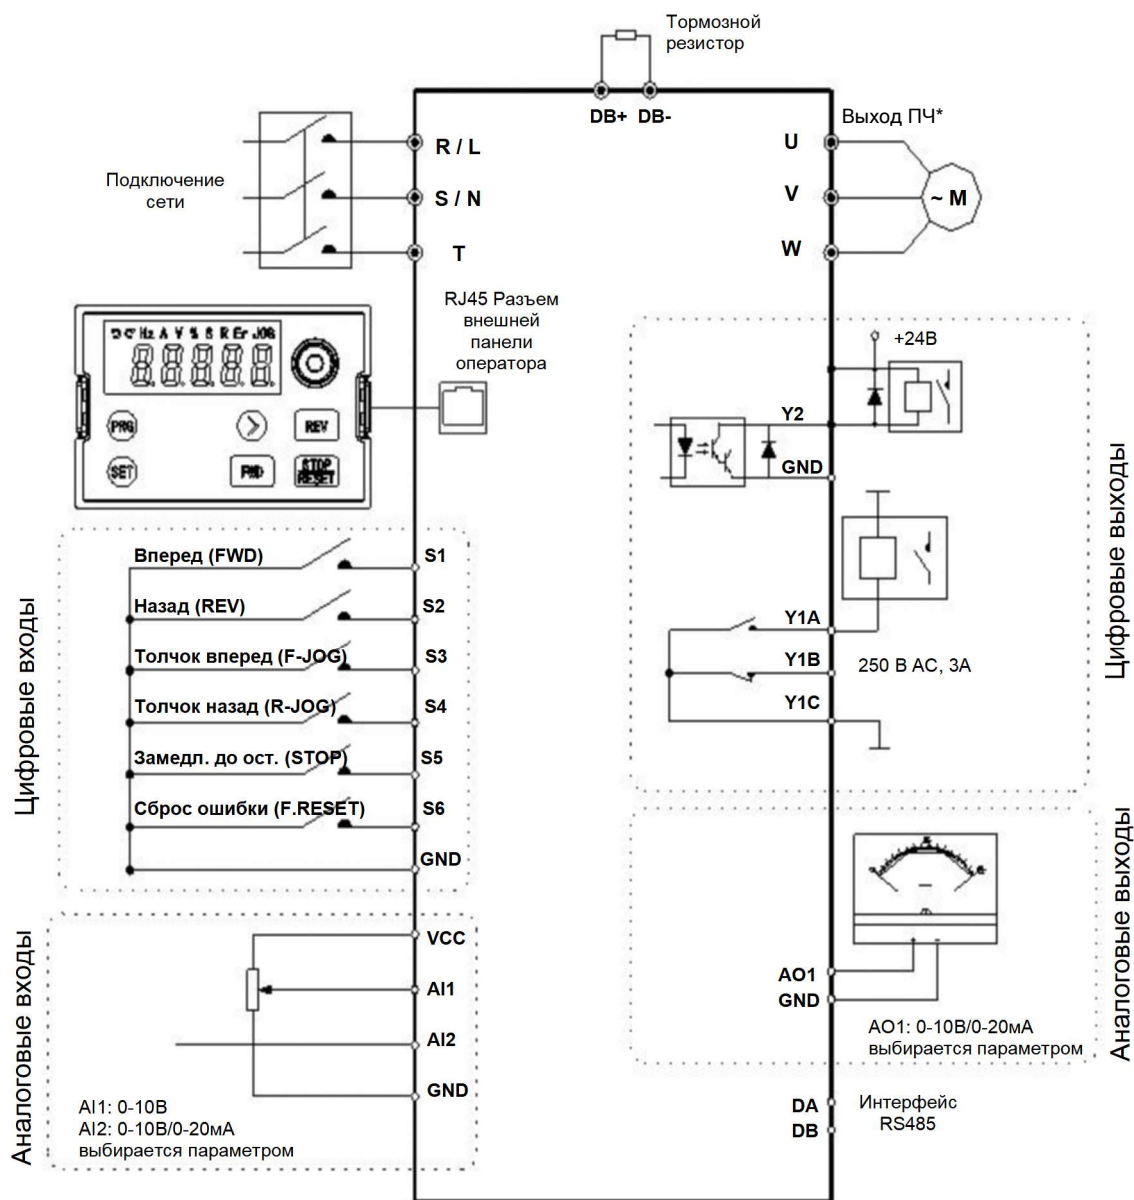 Тормозной
резистор
DB+ DB-
Выход ПЧ*
R / L
S / N
T
Подключение
сети
U
V
W
~ M
RJ45 Разъем
внешней
панели
оператора
Hz A V % S R Er JOG
PRG
REV
SET
FWD
STOP
RESET
+24В
Y2
GND
Y1A
Y1B
Y1C
250 В AC, 3A
Цифровые выходы
Цифровые входы
Вперед (FWD)
S1
Назад (REV)
S2
Толчок вперед (F-JOG)
S3
Толчок назад (R-JOG)
S4
Замедл. до ост. (STOP)
S5
Сброс ошибки (F.RESET)
S6
GND
Аналоговые входы
VCC
AI1
AI2
GND
AI1: 0-10В
AI2: 0-10В/0-20мА
выбирается параметром
Аналоговые выходы
AO1
GND
AO1: 0-10В/0-20мА
выбирается параметром
DA
DB
Интерфейс
RS485